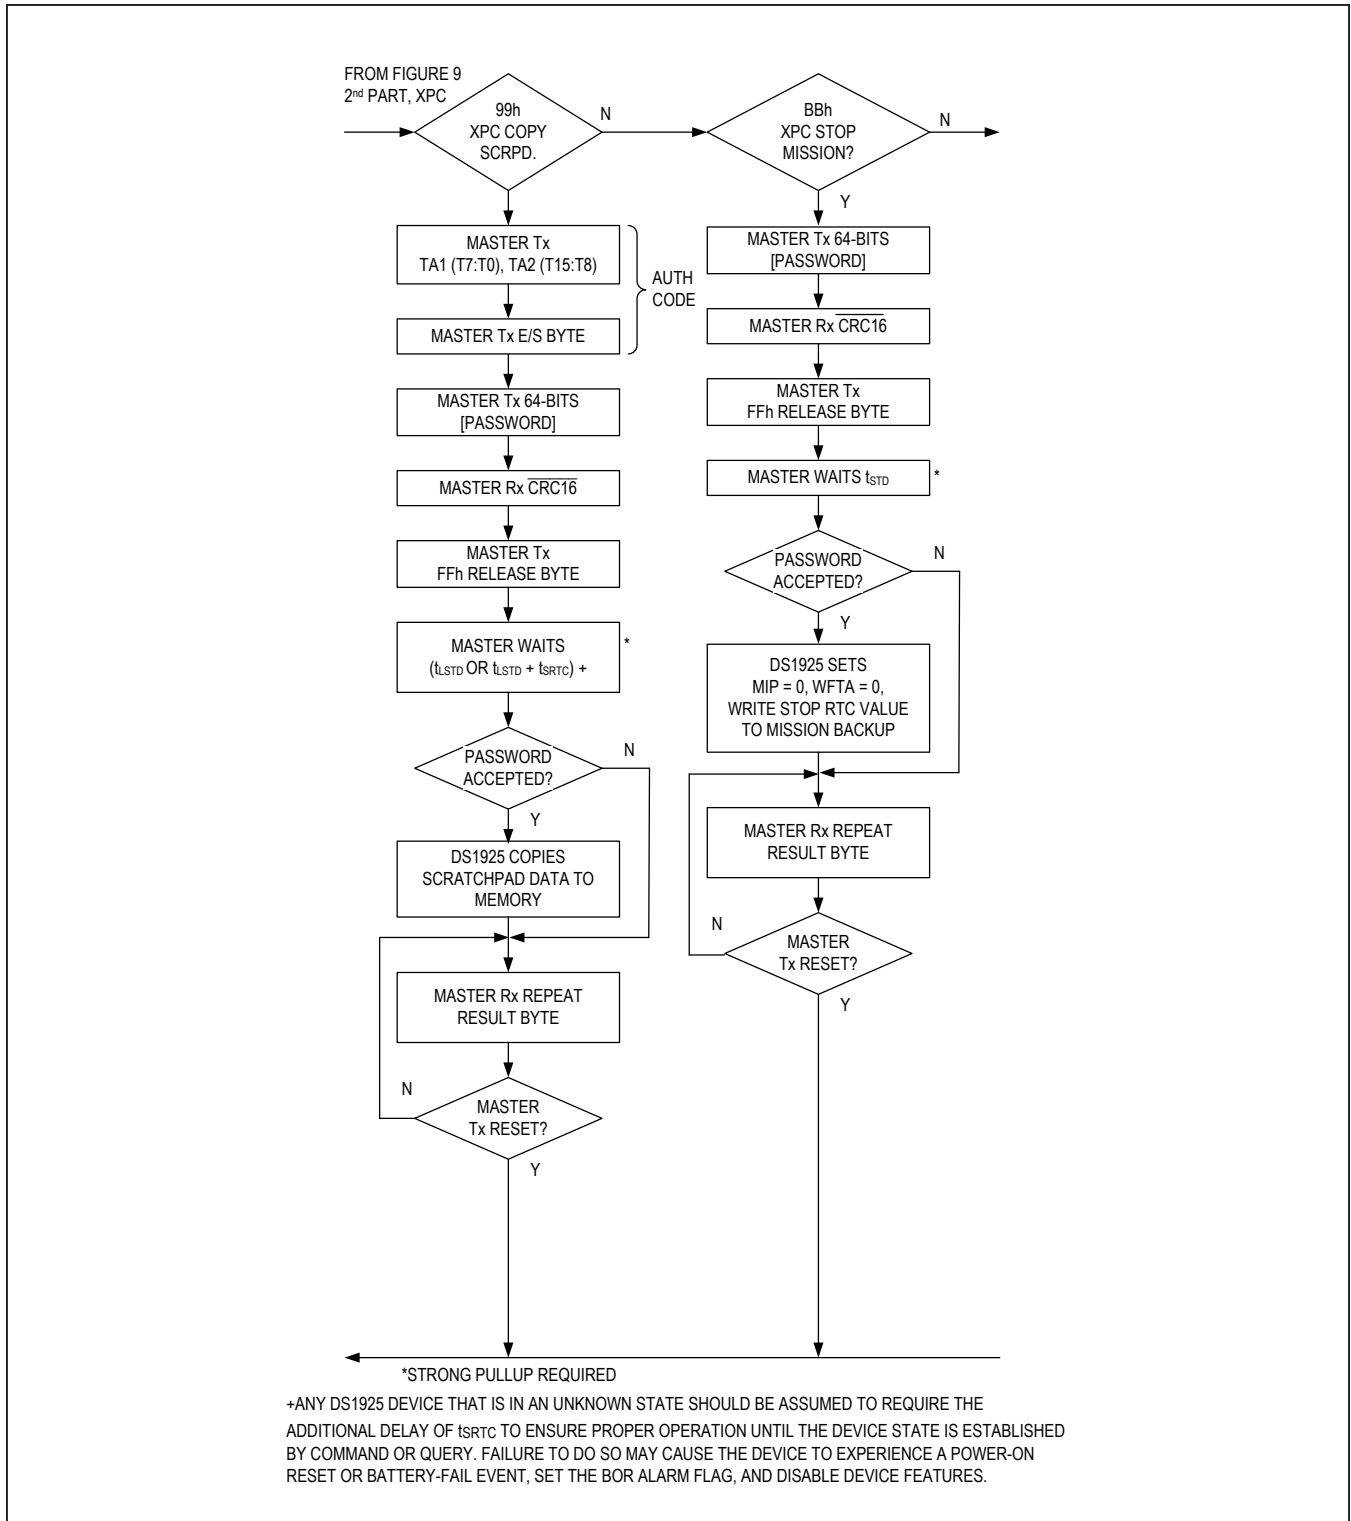 FROM FIGURE 9
2nd PART, XPC
99h
XPC COPY
SCRPD.
N
MASTER Tx
TA1 (T7:T0), TA2 (T15:T8)
MASTER Tx E/S BYTE
AUTH
CODE
MASTER Tx 64-BITS
[PASSWORD]
MASTER Rx CRC16
MASTER Tx
FFh RELEASE BYTE
MASTER WAITS
(tLSTD OR tLSTD + tSRTC) +
*
PASSWORD
ACCEPTED?
N
Y
DS1925 COPIES
SCRATCHPAD DATA TO
MEMORY
MASTER Rx REPEAT
RESULT BYTE
N
MASTER
Tx RESET?
Y
BBh
XPC STOP
MISSION?
N
Y
MASTER Tx 64-BITS
[PASSWORD]
MASTER Rx CRC16
MASTER Tx
FFh RELEASE BYTE
MASTER WAITS tSTD
*
PASSWORD
ACCEPTED?
N
Y
DS1925 SETS
MIP = 0, WFTA = 0,
WRITE STOP RTC VALUE
TO MISSION BACKUP
MASTER Rx REPEAT
RESULT BYTE
N
MASTER
Tx RESET?
Y
*STRONG PULLUP REQUIRED
+ANY DS1925 DEVICE THAT IS IN AN UNKNOWN STATE SHOULD BE ASSUMED TO REQUIRE THE
ADDITIONAL DELAY OF tSRTC TO ENSURE PROPER OPERATION UNTIL THE DEVICE STATE IS ESTABLISHED
BY COMMAND OR QUERY. FAILURE TO DO SO MAY CAUSE THE DEVICE TO EXPERIENCE A POWER-ON
RESET OR BATTERY-FAIL EVENT, SET THE BOR ALARM FLAG, AND DISABLE DEVICE FEATURES.